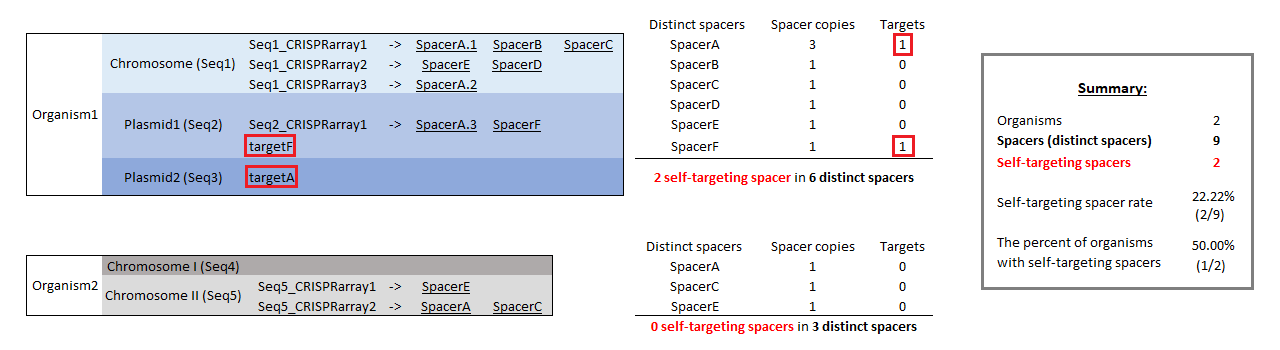 Distinct spacers Spacer copies Targets
Seq1_CRISPRarray1 -> SpacerA.1 SpacerB SpacerC
Chromosome (Seq1) Seq1_CRISPRarray2 -> SpacerE SpacerD
Seq1_CRISPRarray3 -> SpacerA.2
Organism1
Plasmid1 (Seq2) Seq2_CRISPRarray1 -> SpacerA.3 SpacerF
targetF
Plasmid2 (Seq3) targetA
SpacerA 3 1
SpacerB 1 0
SpacerC 1 0
SpacerD 1 0
SpacerE 1 0
SpacerF 1 1
2 self-targeting spacer in 6 distinct spacers
Organism2
Chromosome I (Seq4)
Chromosome II (Seq5) Seq5_CRISPRarray1 -> SpacerE
Seq5_CRISPRarray2 -> SpacerA SpacerC
Distinct spacers Spacer copies Targets
SpacerA 1 0
SpacerC 1 0
SpacerE 1 0
0 self-targeting spacers in 3 distinct spacers
Summary:
Organisms 2
Spacers (distinct spacers) 9
Self-targeting spacers 2
Self-targeting spacer rate 22.22%
(2/9)
The percent of organisms 50.00%
with self-targeting spacers (1/2)